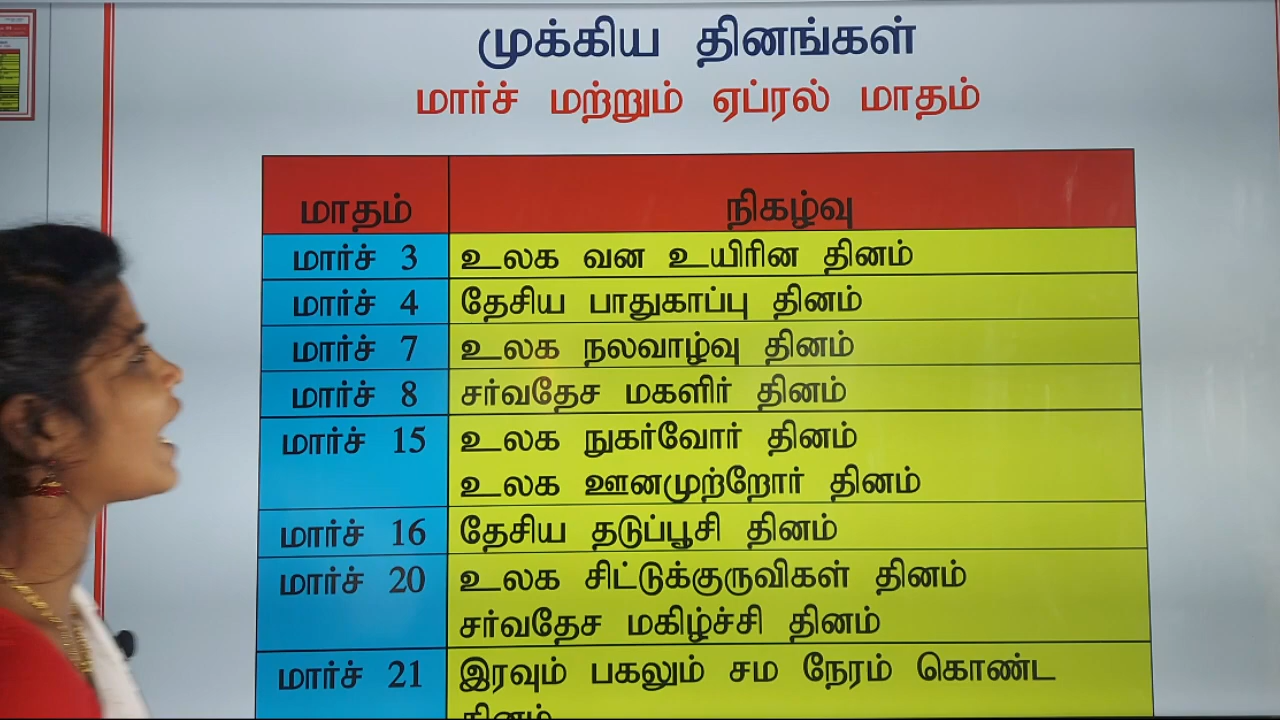 முக்கிய தினங்கள்
மார்ச் மற்றும் ஏப்ரல் மாதம்
மாதம் நிகழ்வு
மார்ச் 3 உலக வன உயிரின தினம்
மார்ச் 4 தேசிய பாதுகாப்பு தினம்
மார்ச் 7 உலக நலவாழ்வு தினம்
மார்ச் 8 சர்வதேச மகளிர் தினம்
மார்ச் 15 உலக நுகர்வோர் தினம்
உலக ஊனமுற்றோர் தினம்
மார்ச் 16 தேசிய தடுப்பூசி தினம்
மார்ச் 20 உலக சிட்டுக்குருவிகள் தினம்
சர்வதேச மகிழ்ச்சி தினம்
மார்ச் 21 இரவும் பகலும் சம நேரம் கொண்ட
தினம்